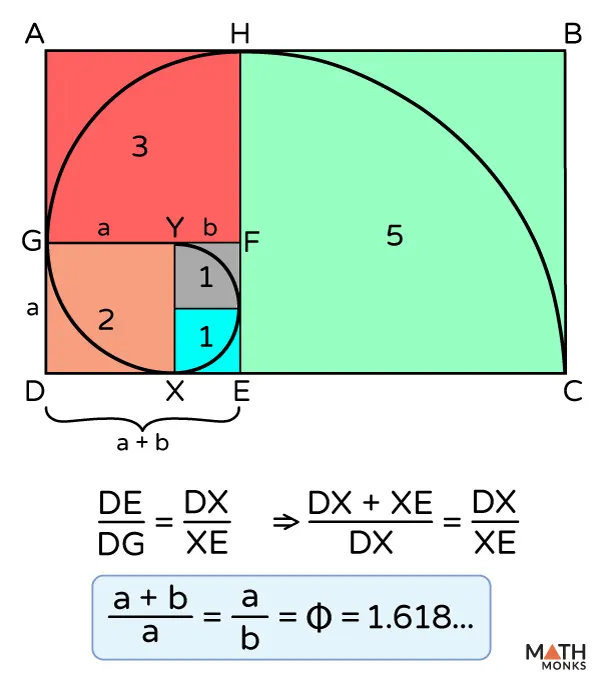 A H B
3
a Y b
G F 5
1
a 2
1
D X E C
a + b
DE/DG = DX/XE ⇒ DX + XE/DX = DX/XE
a + b/a = a/b = Φ = 1.618...
MATH
MONKS